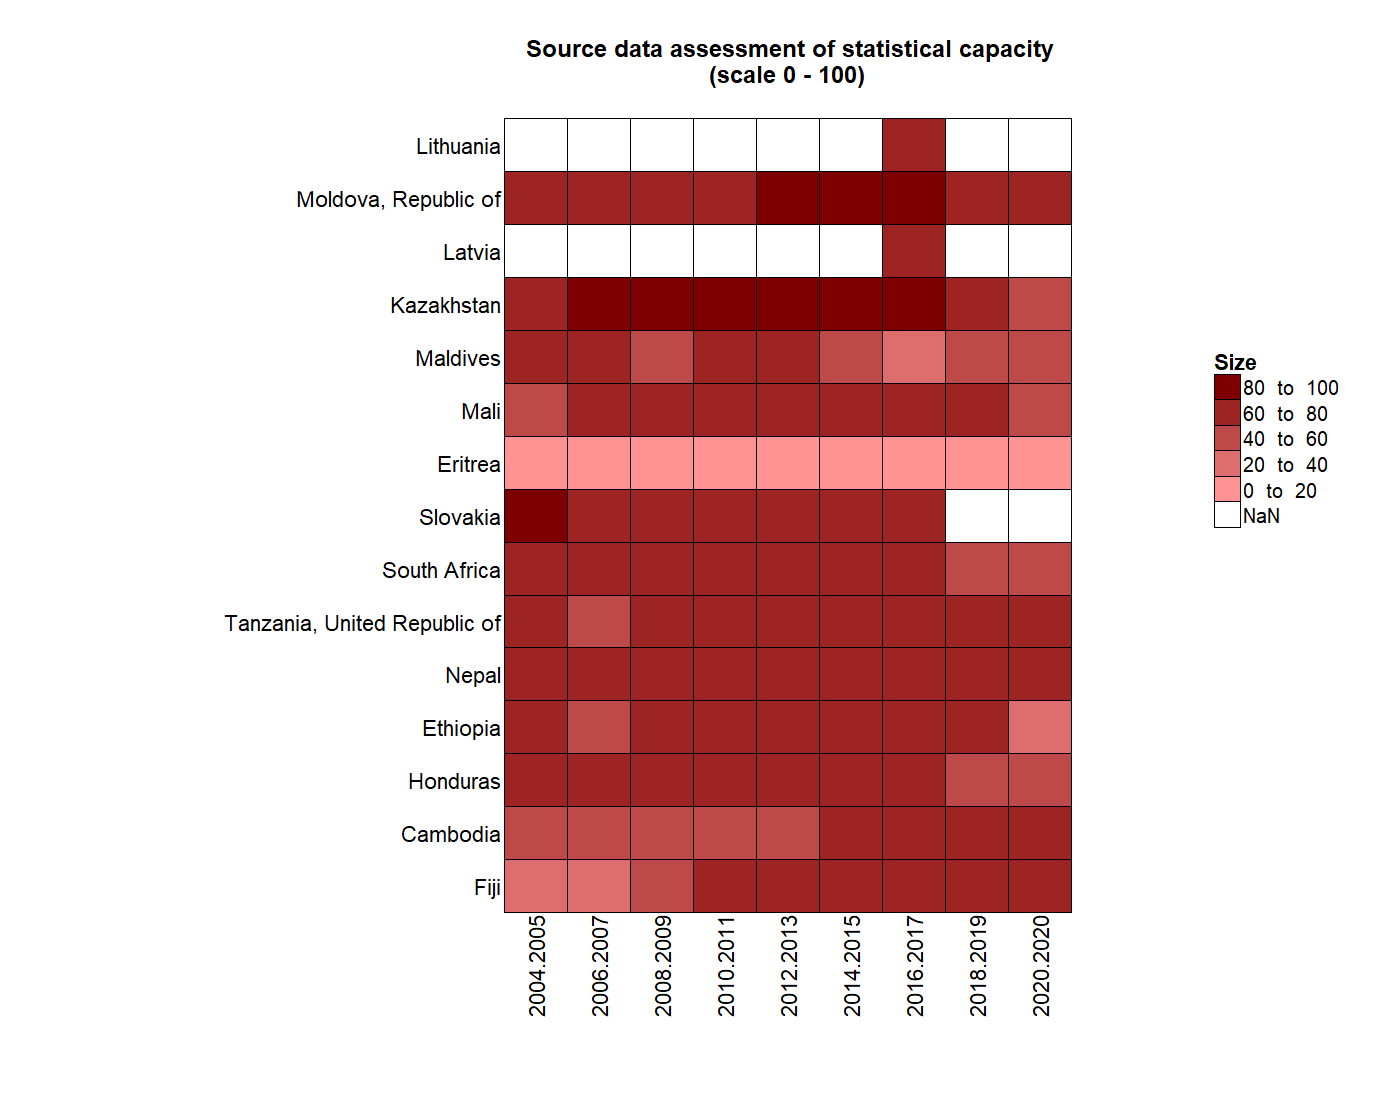 Source data assessment of statistical capacity
(scale 0 - 100)
Lithuania
Moldova, Republic of
Latvia
Kazakhstan
Maldives
Mali
Eritrea
Slovakia
South Africa
Tanzania, United Republic of
Nepal
Ethiopia
Honduras
Cambodia
Fiji
2004.2005
2006.2007
2008.2009
2010.2011
2012.2013
2014.2015
2016.2017
2018.2019
2020.2020
Size
80 to 100
60 to 80
40 to 60
20 to 40
0 to 20
NaN